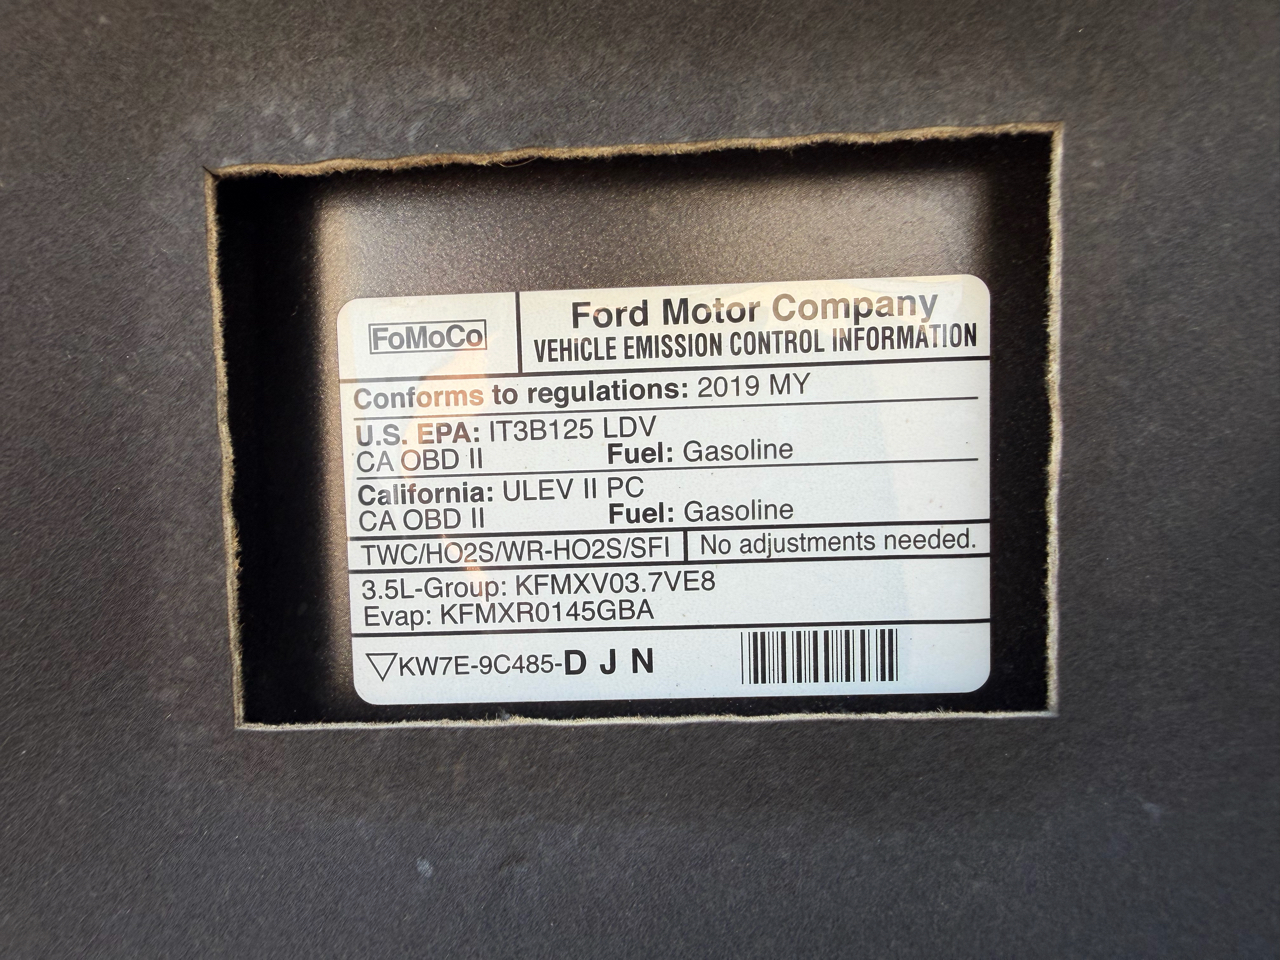 FoMoCo
Ford Motor Company
VEHICLE EMISSION CONTROL INFORMATION
Conforms to regulations: 2019 MY
U.S. EPA: IT3B125 LDV
CA OBD II Fuel: Gasoline
California: ULEV II PC
CA OBD II Fuel: Gasoline
TWC/HO2S/WR-HO2S/SFI No adjustments needed.
3.5L-Group: KFMXV03.7VE8
Evap: KFMXR0145GBA
▽KW7E-9C485-D J N